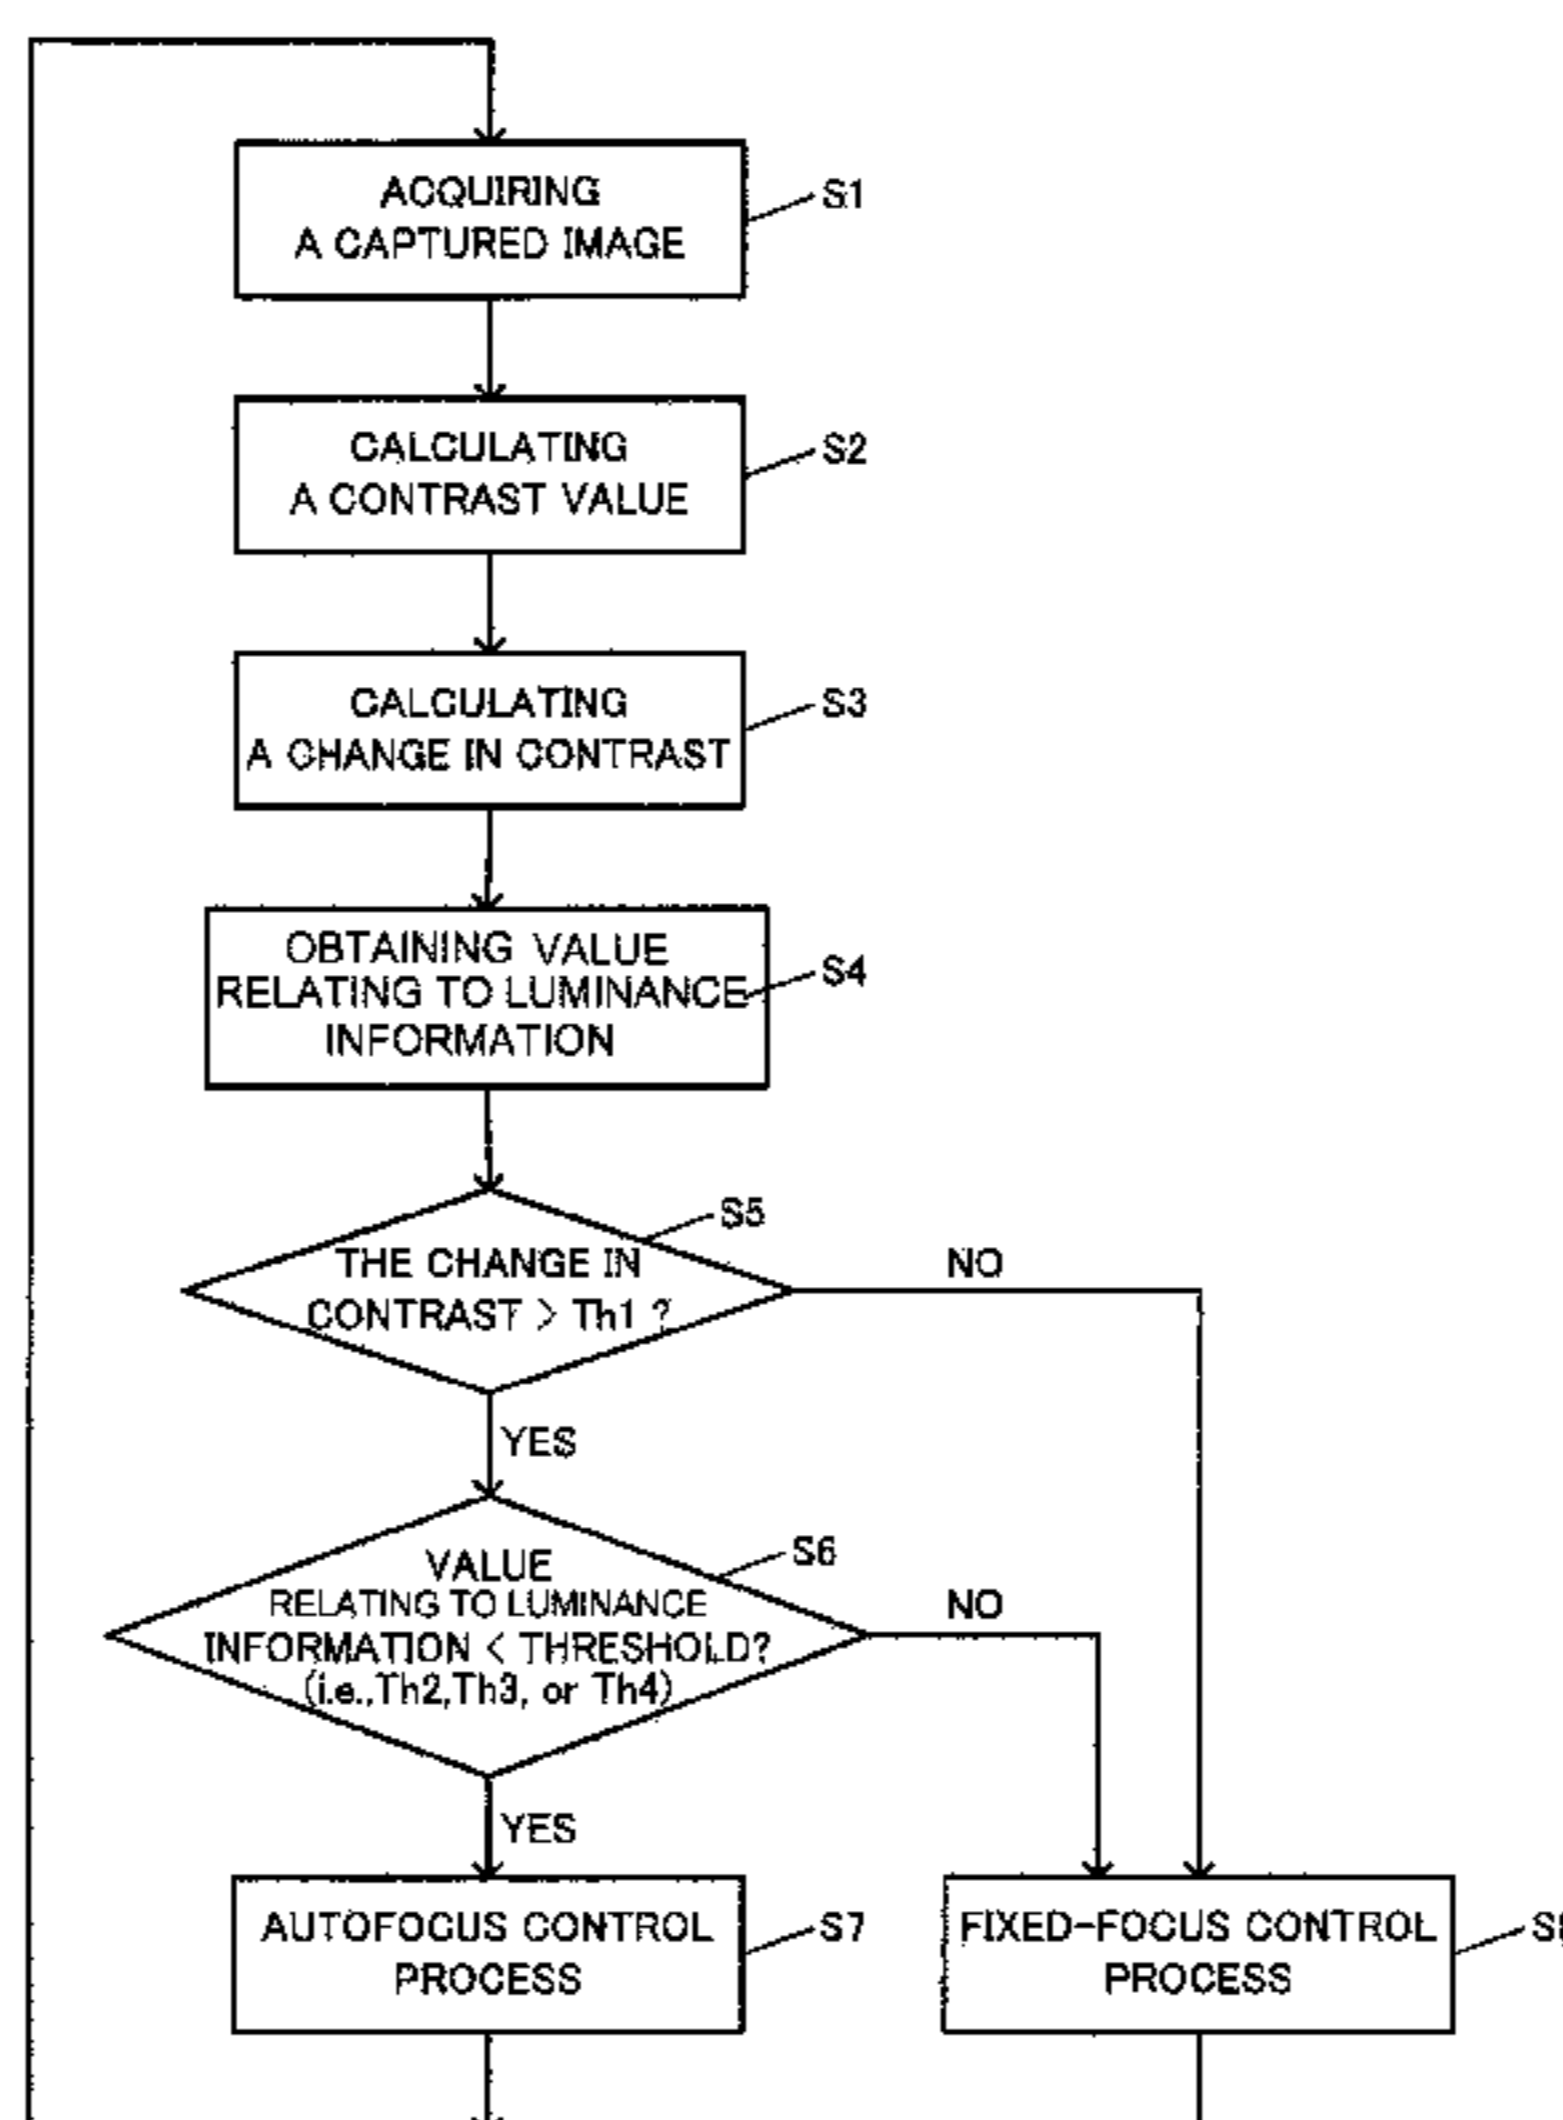 ACQUIRING
A CAPTURED IMAGE
S1
CALCULATING
A CONTRAST VALUE
S2
CALCULATING
A CHANGE IN CONTRAST
S3
OBTAINING VALUE
RELATING TO LUMINANCE
INFORMATION
S4
S5
THE CHANGE IN
CONTRAST > Th1 ?
NO
YES
S6
VALUE
RELATING TO LUMINANCE
INFORMATION < THRESHOLD?
(i.e.,Th2,Th3, or Th4)
NO
YES
AUTOFOCUS CONTROL
PROCESS
S7
FIXED-FOCUS CONTROL
PROCESS